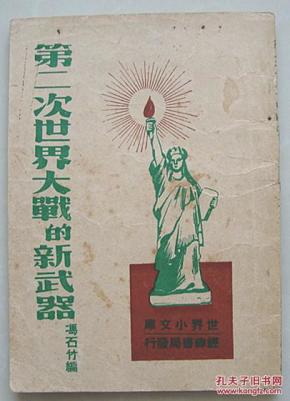 第二次世界大戰的新武器
馮石竹編
世界小文庫
經緯書局發行
孔夫子旧书网